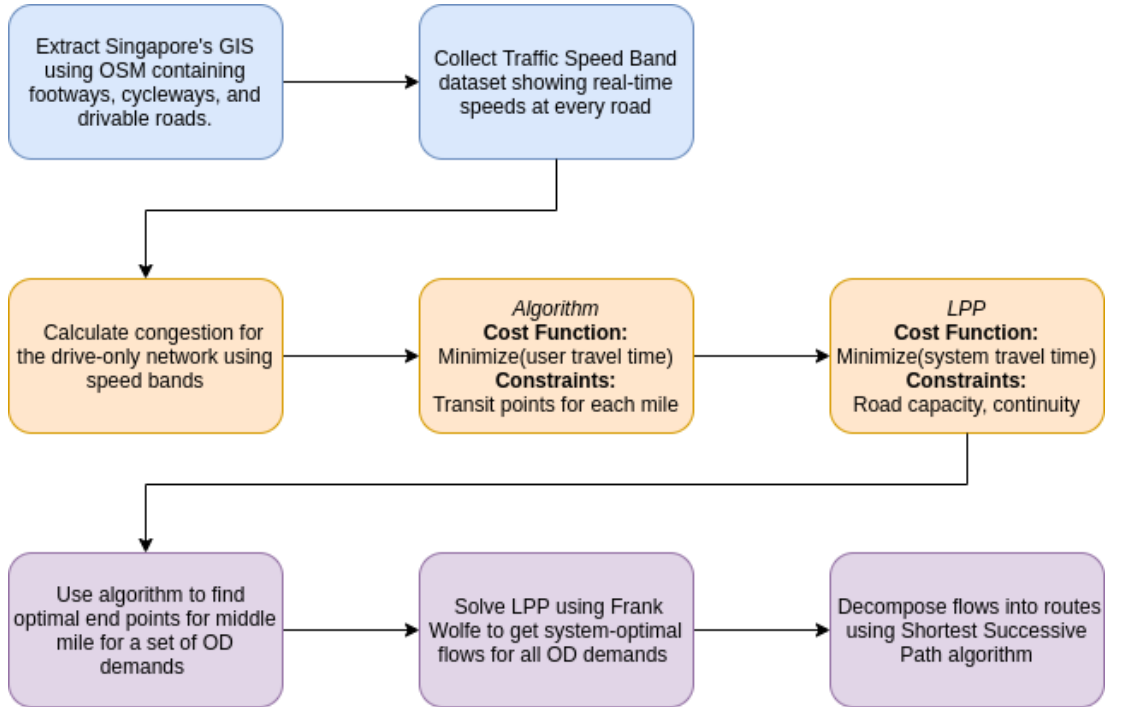 Extract Singapore's GIS
using OSM containing
footways, cycleways, and
drivable roads.
Collect Traffic Speed Band
dataset showing real-time
speeds at every road
Calculate congestion for
the drive-only network using
speed bands
Algorithm
Cost Function:
Minimize(user travel time)
Constraints:
Transit points for each mile
LPP
Cost Function:
Minimize(system travel time)
Constraints:
Road capacity, continuity
Use algorithm to find
optimal end points for middle
mile for a set of OD
demands
Solve LPP using Frank
Wolfe to get system-optimal
flows for all OD demands
Decompose flows into routes
using Shortest Successive
Path algorithm